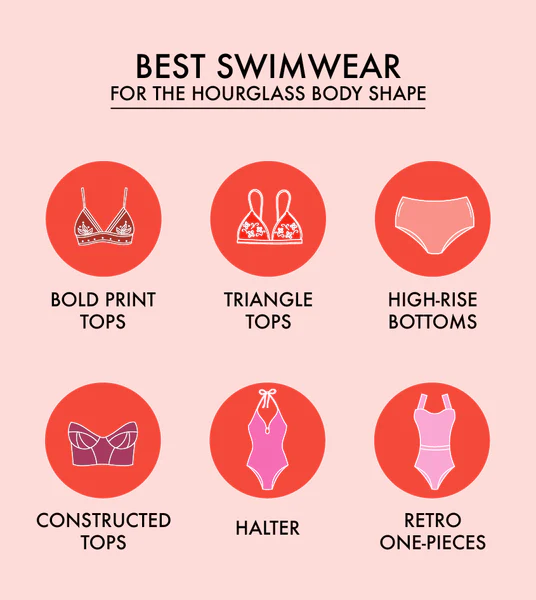 BEST SWIMWEAR
FOR THE HOURGLASS BODY SHAPE
BOLD PRINT
TOPS
TRIANGLE
TOPS
HIGH-RISE
BOTTOMS
CONSTRUCTED
TOPS
HALTER
RETRO
ONE-PIECES